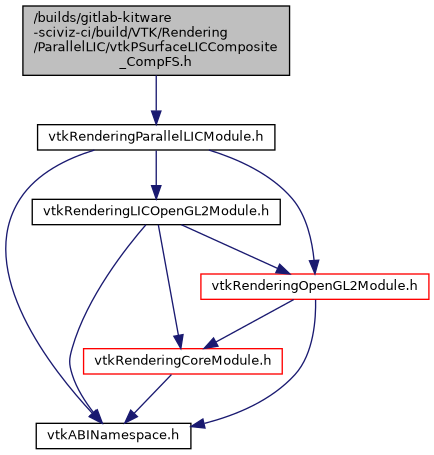 /builds/gitlab-kitware
-sciviz-ci/build/VTK/Rendering
/ParallelLIC/vtkPSurfaceLICComposite
_CompFS.h
vtkRenderingParallelLICModule.h
vtkRenderingLICOpenGL2Module.h
vtkRenderingOpenGL2Module.h
vtkRenderingCoreModule.h
vtkABINamespace.h